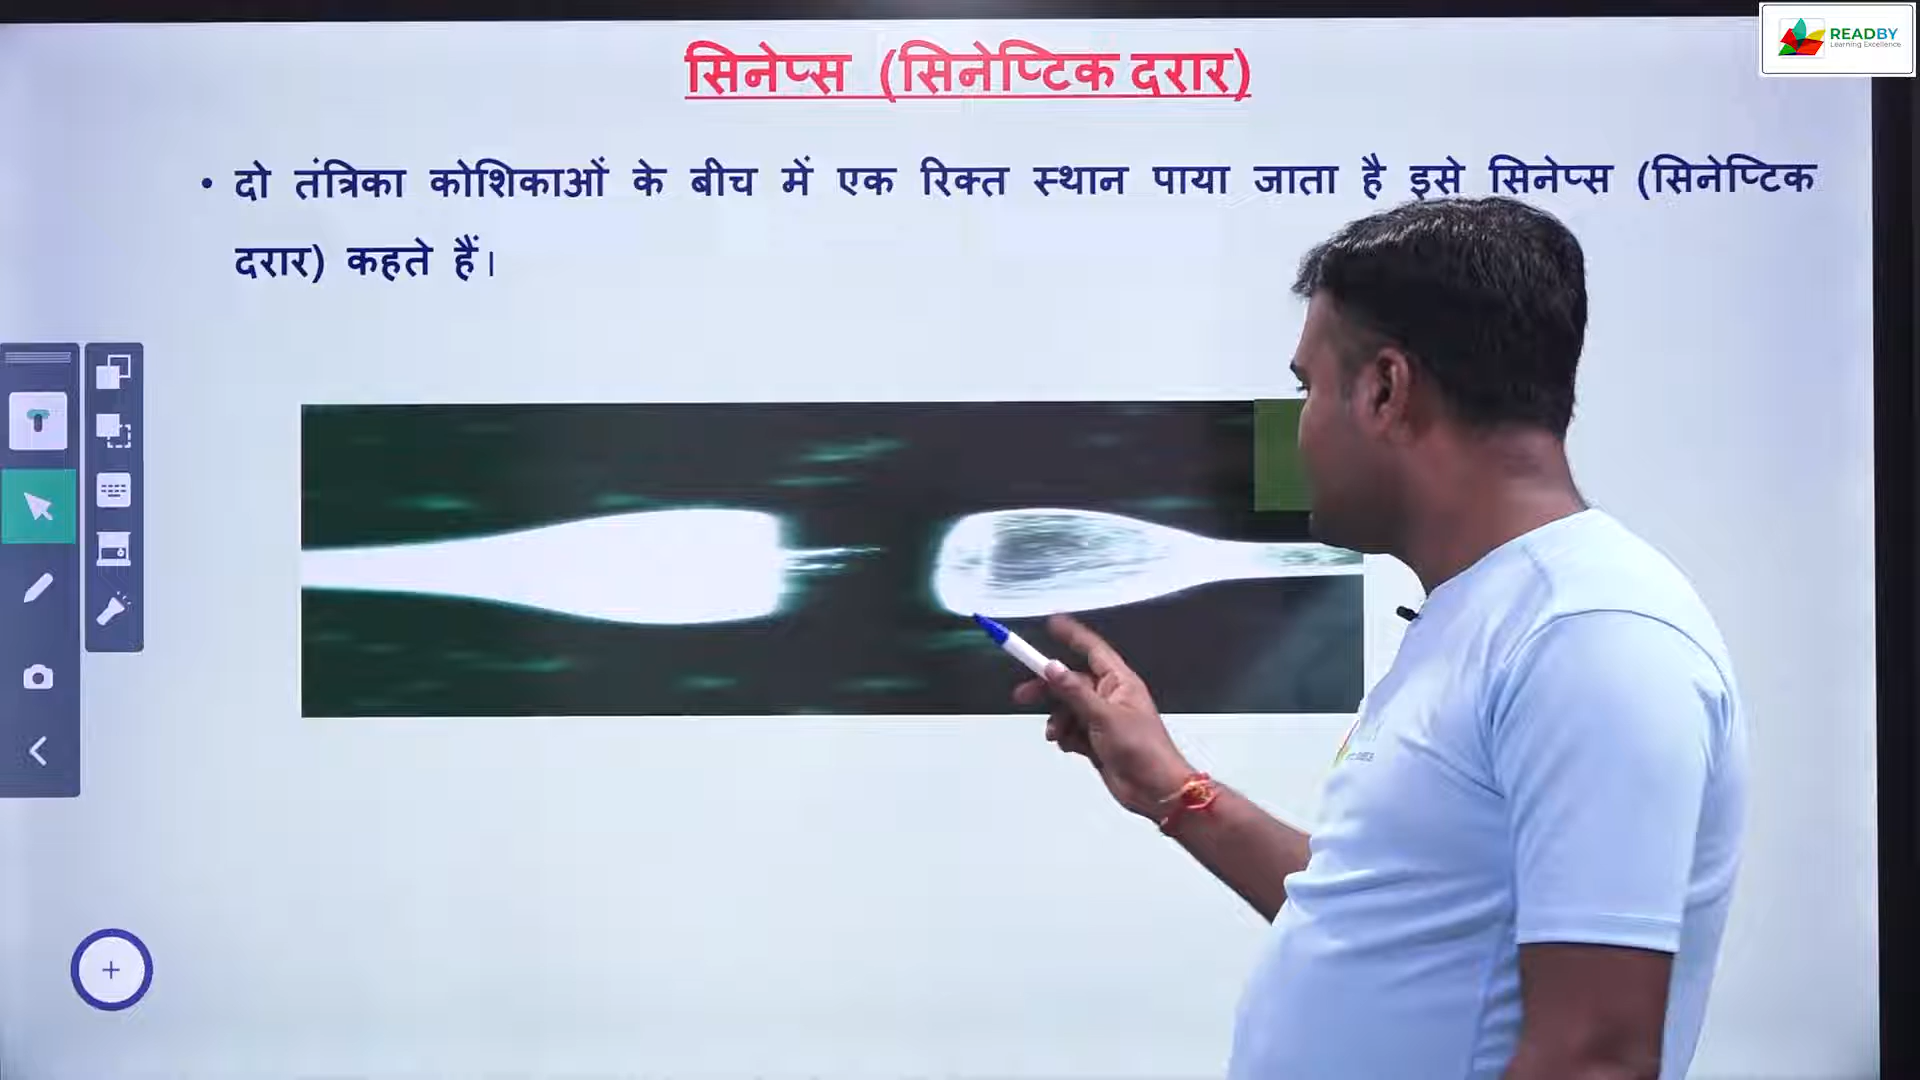 READBY
Learning Excellence
सिनेप्स (सिनेप्टिक दरार)
• दो तंत्रिका कोशिकाओं के बीच में एक रिक्त स्थान पाया जाता है इसे सिनेप्स (सिनेप्टिक
दरार) कहते हैं।